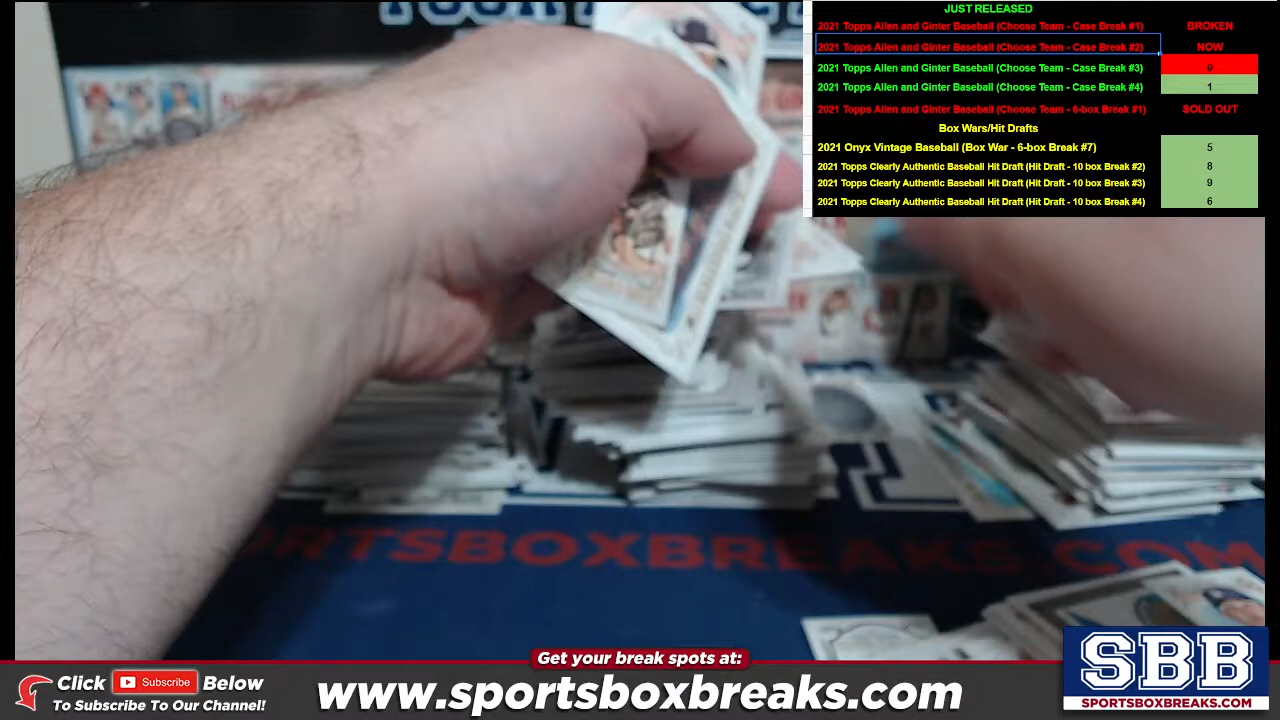 JUST RELEASED
2021 Topps Allen and Ginter Baseball (Choose Team - Case Break #1) BROKEN
2021 Topps Allen and Ginter Baseball (Choose Team - Case Break #2) NOW
2021 Topps Allen and Ginter Baseball (Choose Team - Case Break #3) 0
2021 Topps Allen and Ginter Baseball (Choose Team - Case Break #4) 1
2021 Topps Allen and Ginter Baseball (Choose Team - 6-box Break #1) SOLD OUT
Box Wars/Hit Drafts
2021 Onyx Vintage Baseball (Box War - 6-box Break #7) 5
2021 Topps Clearly Authentic Baseball Hit Draft (Hit Draft - 10 box Break #2) 8
2021 Topps Clearly Authentic Baseball Hit Draft (Hit Draft - 10 box Break #3) 9
2021 Topps Clearly Authentic Baseball Hit Draft (Hit Draft - 10 box Break #4) 6
RTSBOXBREAKS.COM
Get your break spots at:
Click Subscribe Below
To Subscribe To Our Channel!
www.sportsboxbreaks.com
SBB
SPORTSBOXBREAKS.COM